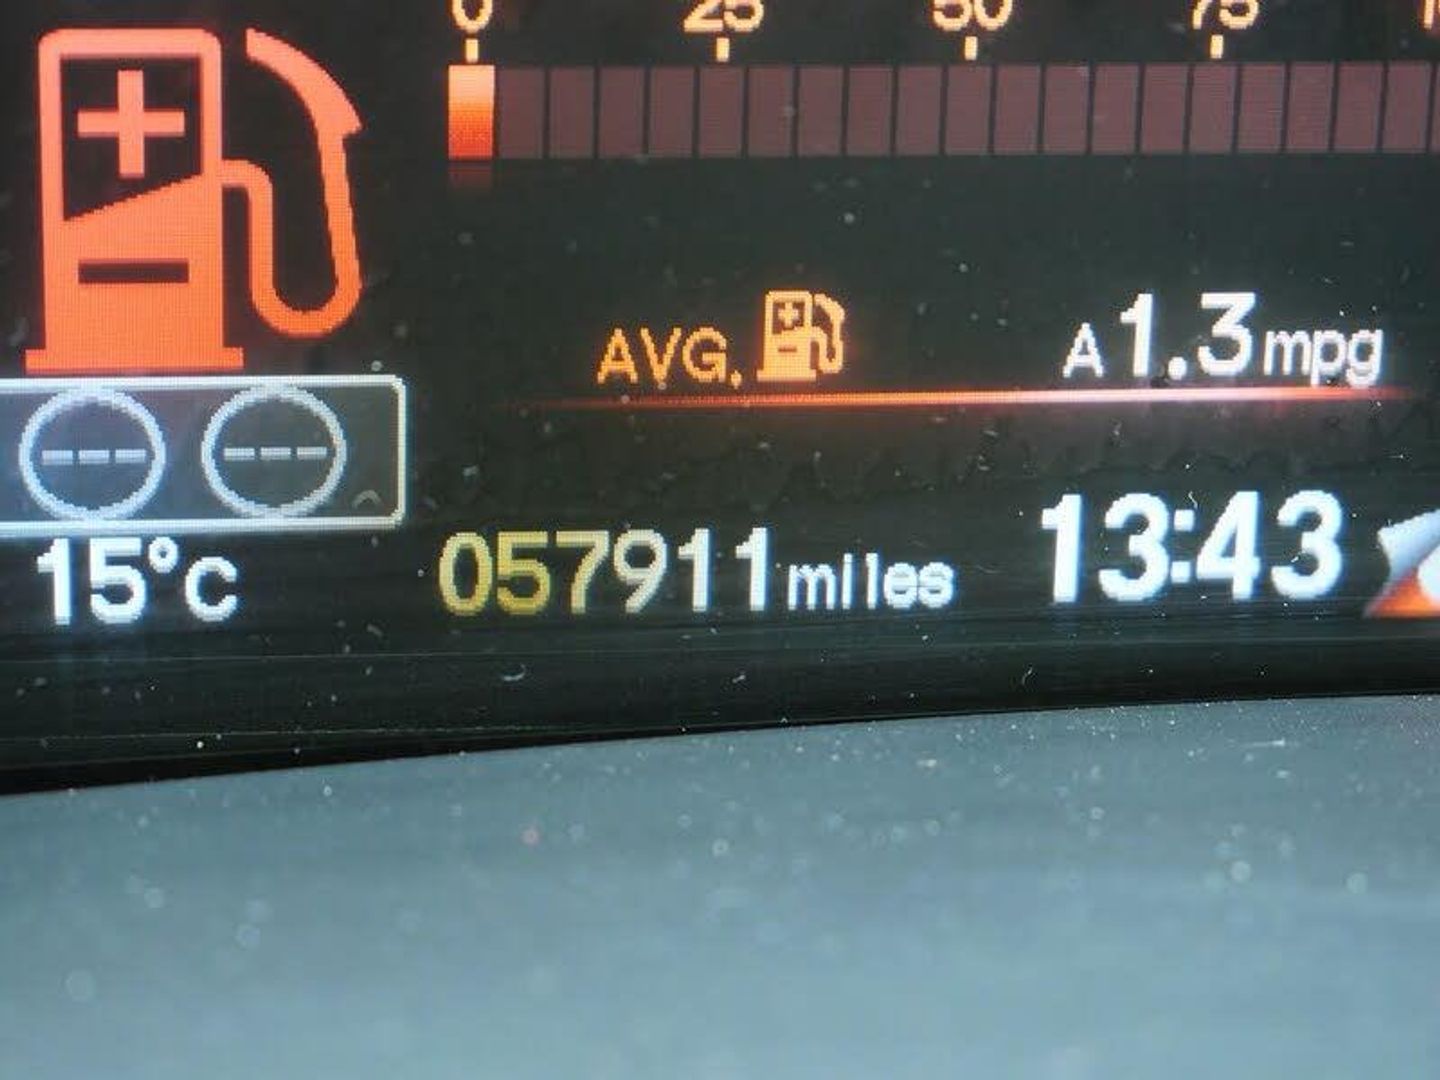 0 25 50 75
AVG. A 1.3 mpg
--- ---
15°C 057911 miles 13:43